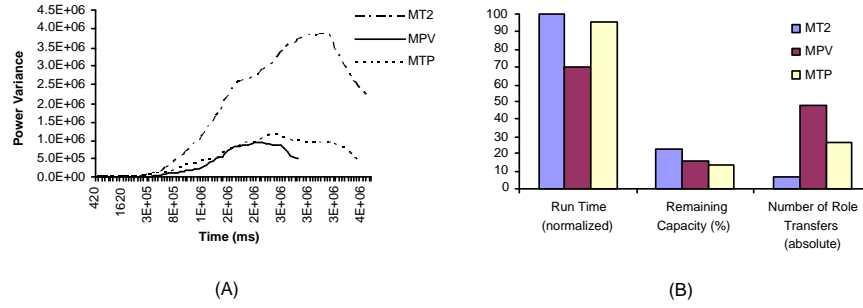 4.5E+06
4.0E+06
3.5E+06
3.0E+06
2.5E+06
2.0E+06
1.5E+06
1.0E+06
5.0E+05
0.0E+00
Power Variance
420
1620
3E+05
8E+05
1E+06
2E+06
2E+06
3E+06
3E+06
4E+06
Time (ms)
MT2
MPV
MTP
(A)
100
90
80
70
60
50
40
30
20
10
0
MT2
MPV
MTP
Run Time
(normalized)
Remaining
Capacity (%)
Number of Role
Transfers
(absolute)
(B)